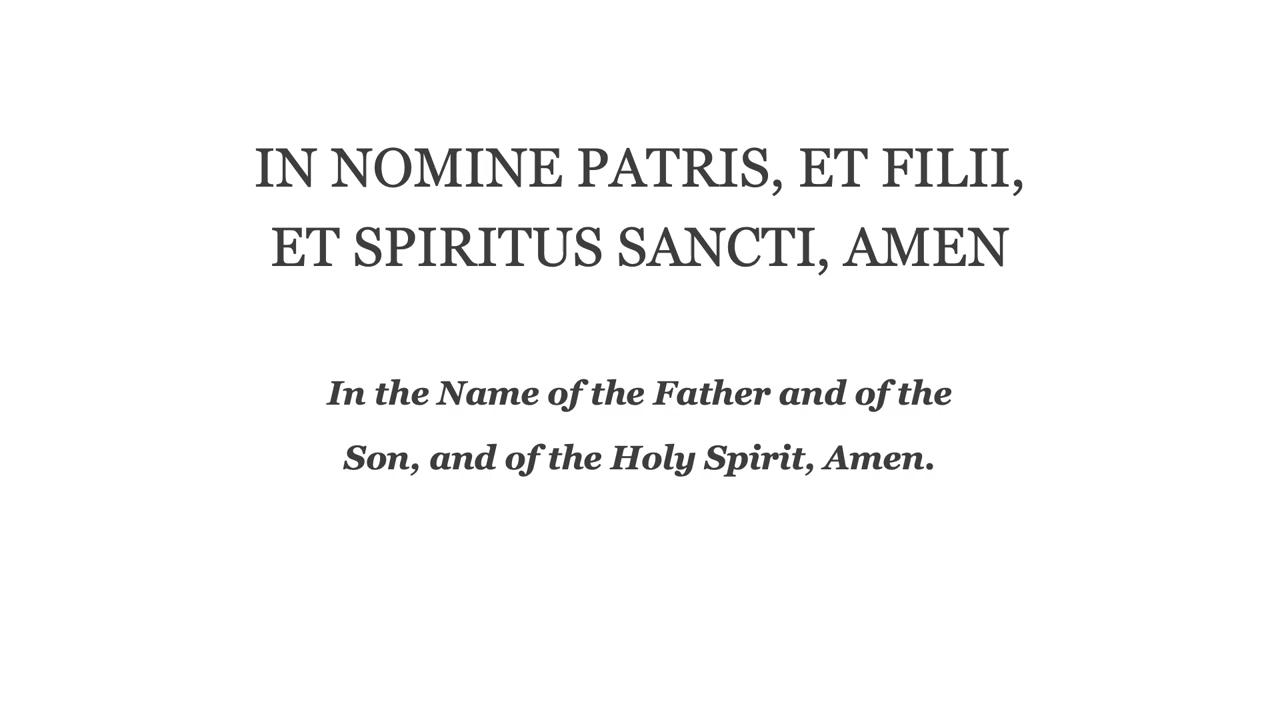 IN NOMINE PATRIS, ET FILII,
ET SPIRITUS SANCTI, AMEN
In the Name of the Father and of the
Son, and of the Holy Spirit, Amen.